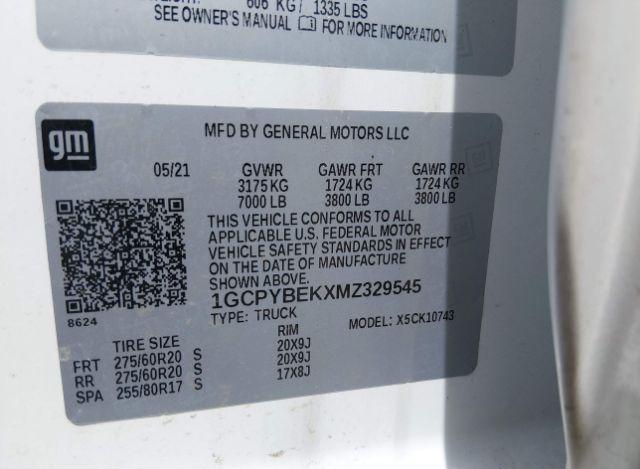 606 KG / 1335 LBS
SEE OWNER'S MANUAL FOR MORE INFORMATION
gm
MFD BY GENERAL MOTORS LLC
05/21 GVWR GAWR FRT GAWR RR
3175 KG 1724 KG 1724 KG
7000 LB 3800 LB 3800 LB
THIS VEHICLE CONFORMS TO ALL
APPLICABLE U.S. FEDERAL MOTOR
VEHICLE SAFETY STANDARDS IN EFFECT
ON THE DATE OF MANUFACTURE
SHOWN ABOVE.
1GCPYBEKXMZ329545
8624
TYPE: TRUCK MODEL: X5CK10743
TIRE SIZE RIM
FRT 275/60R20 S 20X9J
RR 275/60R20 S 20X9J
SPA 255/80R17 S 17X8J